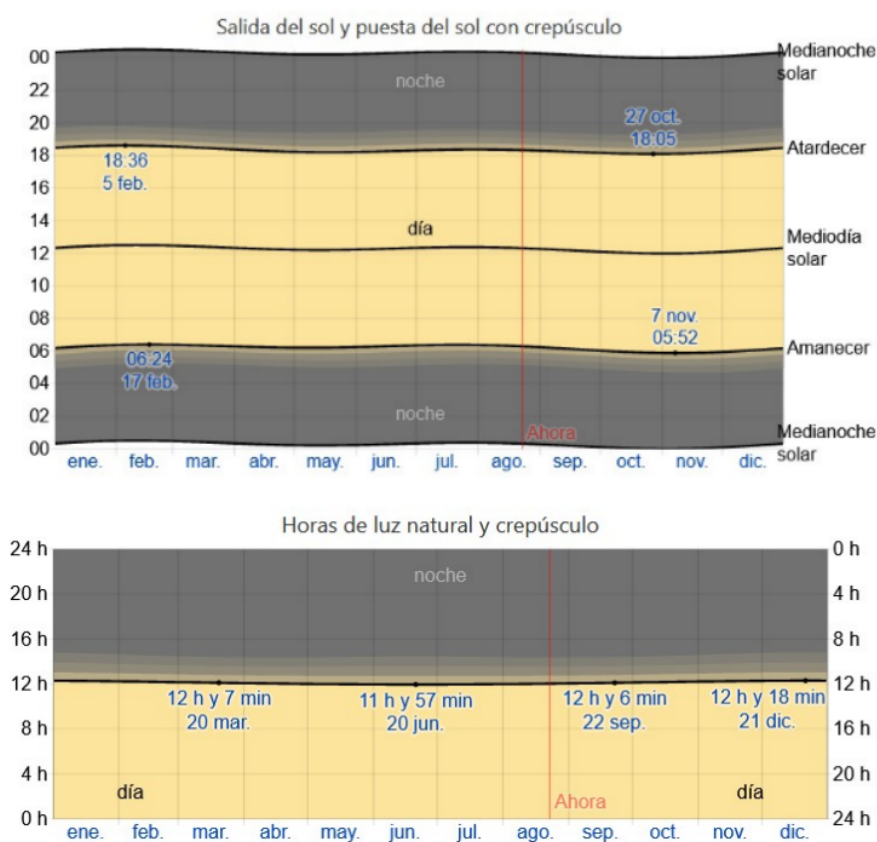 Salida del sol y puesta del sol con crepúsculo
00
Medianoche
solar
22
noche
20
27 oct.
18:05
18
Atardecer
18:36
5 feb.
16
14
día
12
Mediodía
solar
10
08
7 nov.
05:52
06
Amanecer
06:24
17 feb.
04
02
noche
Ahora
00
Medianoche
solar
ene. feb. mar. abr. may. jun. jul. ago. sep. oct. nov. dic.
Horas de luz natural y crepúsculo
24 h 0 h
noche
20 h 4 h
16 h 8 h
12 h 12 h
12 h y 7 min 11 h y 57 min 12 h y 6 min 12 h y 18 min
20 mar. 20 jun. 22 sep. 21 dic.
8 h 16 h
4 h 20 h
día Ahora día
0 h 24 h
ene. feb. mar. abr. may. jun. jul. ago. sep. oct. nov. dic.